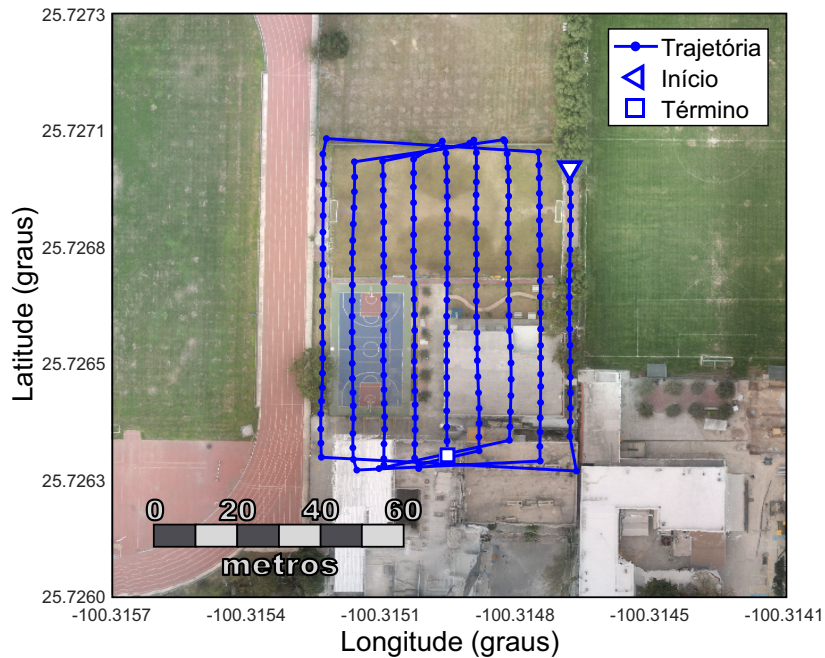 25.7273
25.7271
25.7268
25.7265
25.7263
25.7260
Latitude (graus)
Trajetória
Início
Término
0 20 40 60
metros
-100.3157 -100.3154 -100.3151 -100.3148 -100.3145 -100.3141
Longitude (graus)